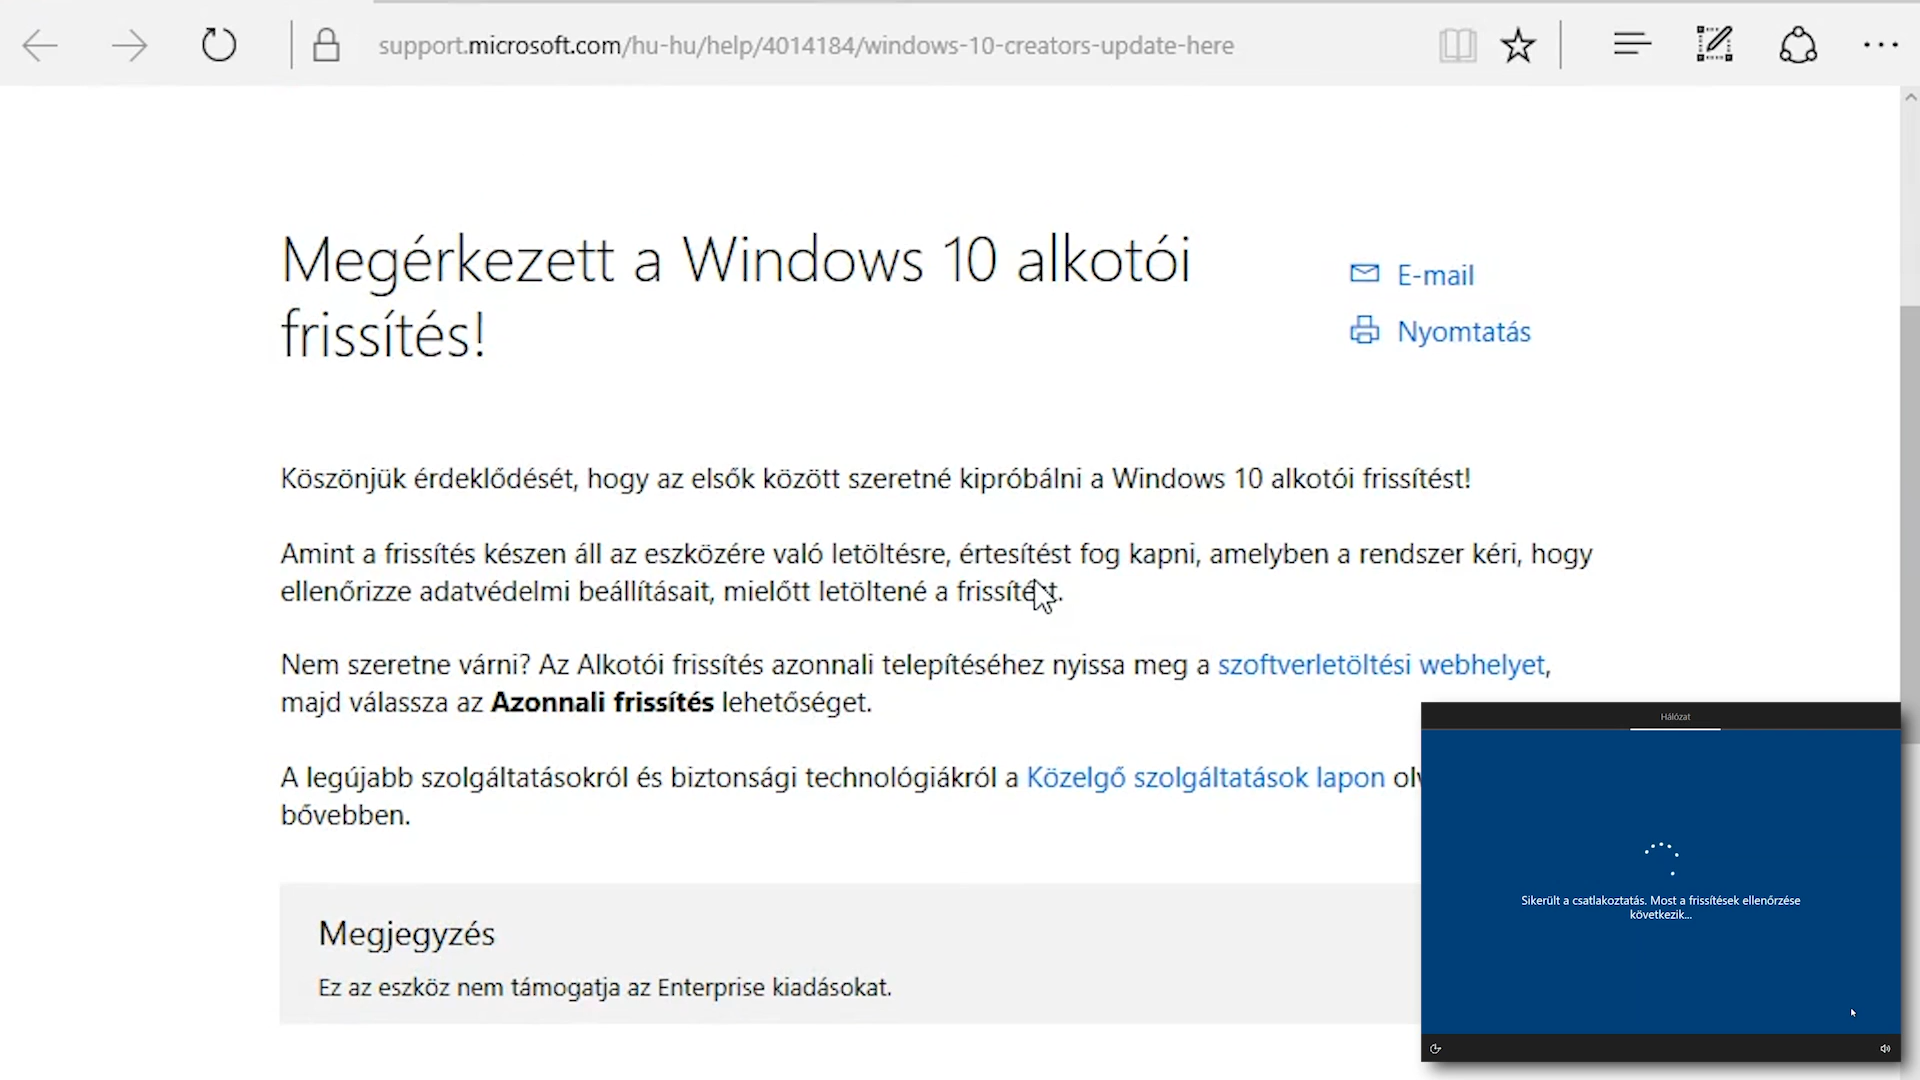 support.microsoft.com/hu-hu/help/4014184/windows-10-creators-update-here
Megérkezett a Windows 10 alkotói
frissítés!
E-mail
Nyomtatás
Köszönjük érdeklődését, hogy az elsők között szeretné kipróbálni a Windows 10 alkotói frissítést!
Amint a frissítés készen áll az eszközére való letöltésre, értesítést fog kapni, amelyben a rendszer kéri, hogy
ellenőrizze adatvédelmi beállításait, mielőtt letöltené a frissítést.
Nem szeretne várni? Az Alkotói frissítés azonnali telepítéséhez nyissa meg a szoftverletöltési webhelyet,
majd válassza az Azonnali frissítés lehetőséget.
A legújabb szolgáltatásokról és biztonsági technológiákról a Közelgő szolgáltatások lapon
bővebben.
Megjegyzés
Ez az eszköz nem támogatja az Enterprise kiadásokat.
Hálózat
Sikerült a csatlakoztatás. Most a frissítések ellenőrzése
következik...